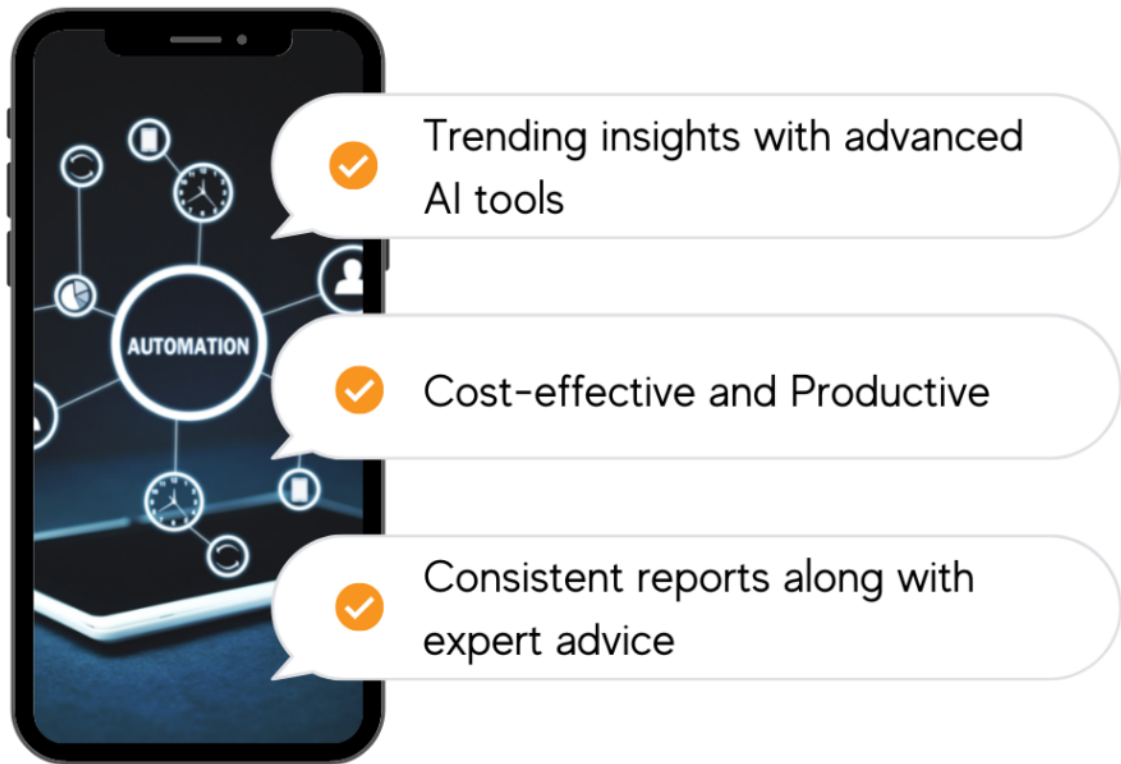 AUTOMATION
Trending insights with advanced
AI tools
Cost-effective and Productive
Consistent reports along with
expert advice